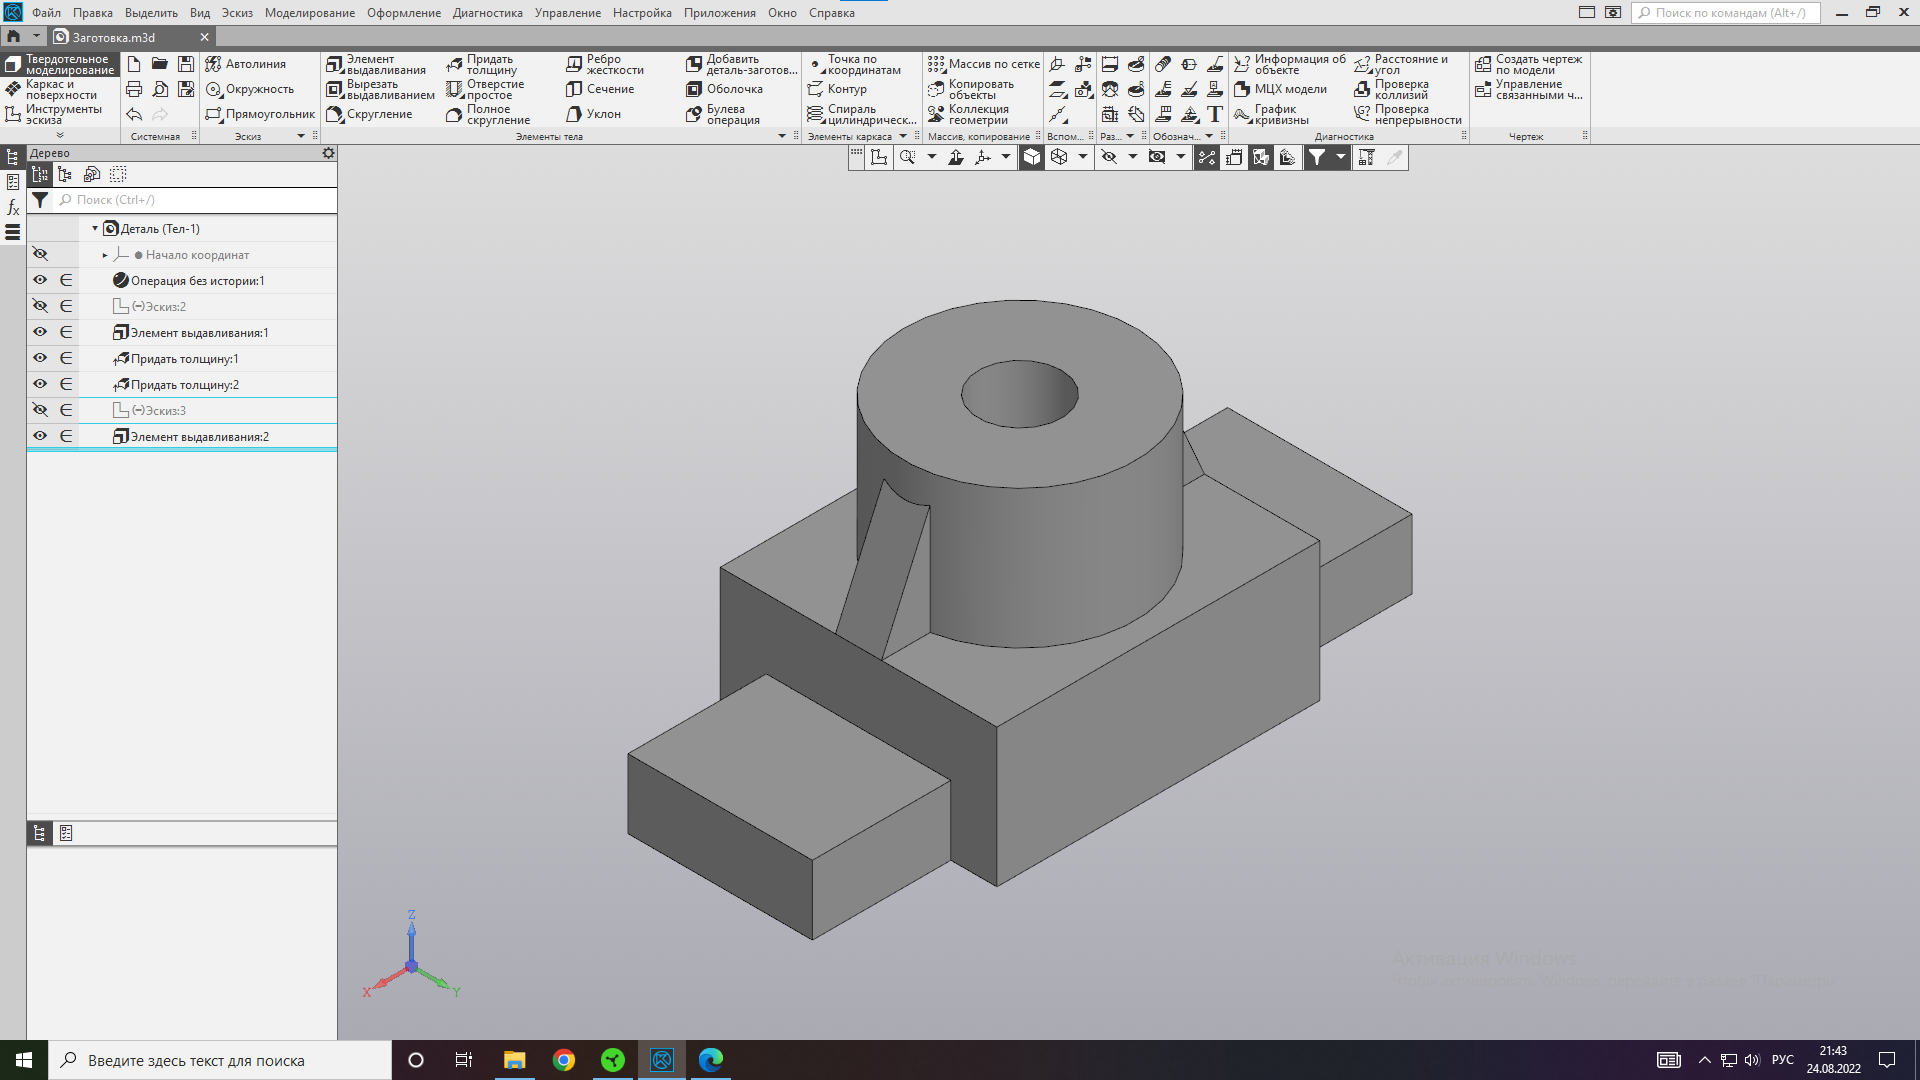 Файл Правка Выделить Вид Эскиз Моделирование Оформление Диагностика Управление Настройка Приложения Окно Справка
Поиск по командам (Alt+/)
Заготовка.m3d
Твердотельное моделирование
Каркас и поверхности
Инструменты эскиза
Системная
Автолиния
Окружность
Прямоугольник
Эскиз
Элемент выдавливания
Вырезать выдавливанием
Скругление
Придать толщину
Отверстие простое
Полное скругление
Ребро жесткости
Сечение
Уклон
Добавить деталь-заготов...
Оболочка
Булева операция
Элементы тела
Точка по координатам
Контур
Спираль цилиндрическ...
Элементы каркаса
Массив по сетке
Копировать объекты
Коллекция геометрии
Массив, копирование
Вспом...
Раз...
Обознач...
Информация об объекте
МЦХ модели
График кривизны
Расстояние и угол
Проверка коллизий
Проверка непрерывности
Диагностика
Создать чертеж по модели
Управление связанными ч...
Чертеж
Дерево
Поиск (Ctrl+/)
Деталь (Тел-1)
Начало координат
Операция без истории:1
(−)Эскиз:2
Элемент выдавливания:1
Придать толщину:1
Придать толщину:2
(−)Эскиз:3
Элемент выдавливания:2
Z
X
Y
Активация Windows
Введите здесь текст для поиска
РУС
21:43
24.08.2022